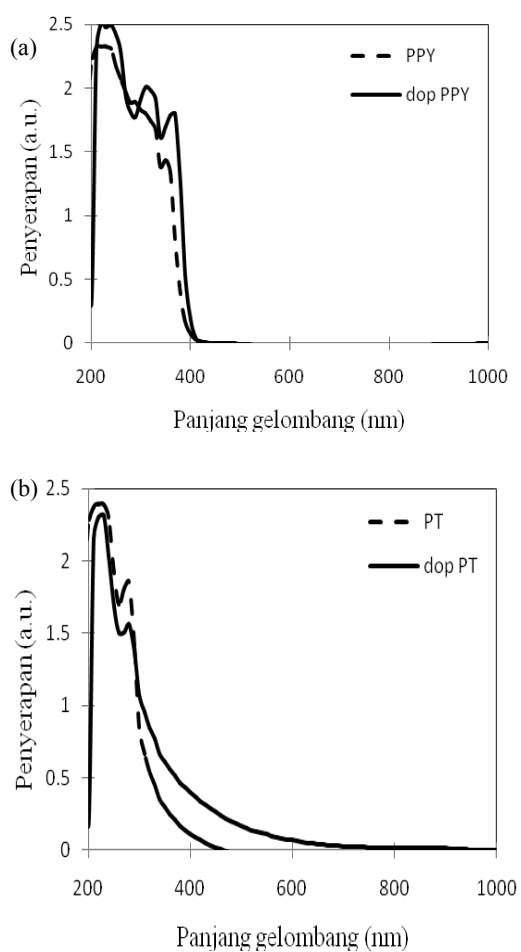 (a)
2.5
2
1.5
1
0.5
0
Penyerapan (a.u.)
PPY
dop PPY
200 400 600 800 1000
Panjang gelombang (nm)
(b)
2.5
2
1.5
1
0.5
0
Penyerapan (a.u.)
PT
dop PT
200 400 600 800 1000
Panjang gelombang (nm)